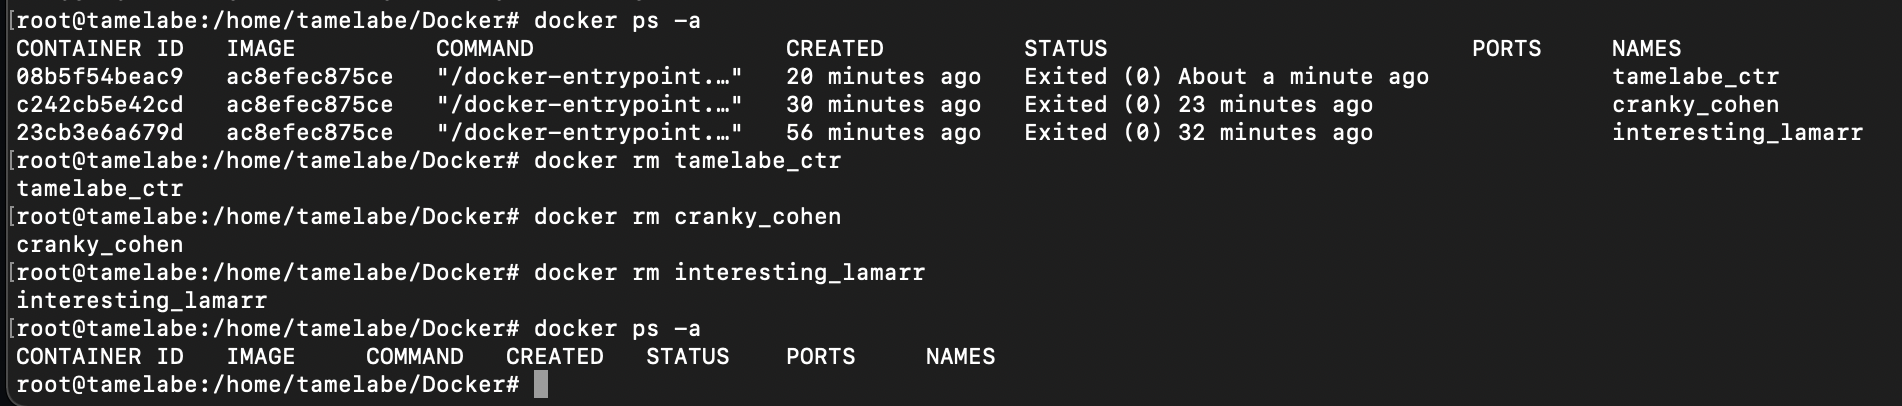 [root@tamelabe:/home/tamelabe/Docker# docker ps -a
CONTAINER ID   IMAGE          COMMAND                  CREATED          STATUS                          PORTS     NAMES
08b5f54beac9   ac8efec875ce   "/docker-entrypoint.…"   20 minutes ago   Exited (0) About a minute ago             tamelabe_ctr
c242cb5e42cd   ac8efec875ce   "/docker-entrypoint.…"   30 minutes ago   Exited (0) 23 minutes ago                 cranky_cohen
23cb3e6a679d   ac8efec875ce   "/docker-entrypoint.…"   56 minutes ago   Exited (0) 32 minutes ago                 interesting_lamarr
[root@tamelabe:/home/tamelabe/Docker# docker rm tamelabe_ctr
tamelabe_ctr
[root@tamelabe:/home/tamelabe/Docker# docker rm cranky_cohen
cranky_cohen
[root@tamelabe:/home/tamelabe/Docker# docker rm interesting_lamarr
interesting_lamarr
[root@tamelabe:/home/tamelabe/Docker# docker ps -a
CONTAINER ID   IMAGE     COMMAND   CREATED   STATUS    PORTS     NAMES
root@tamelabe:/home/tamelabe/Docker#